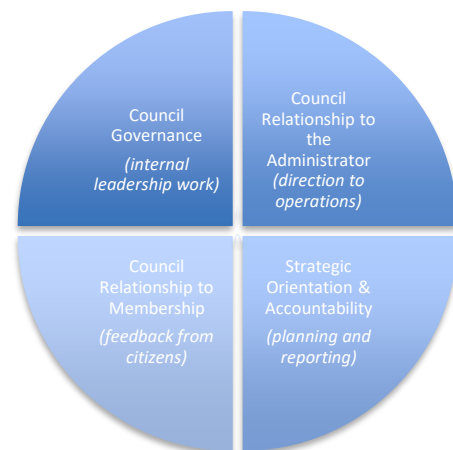 Council
Governance
(internal
leadership work)
Council
Relationship to
the
Administrator
(direction to
operations)
Council
Relationship to
Membership
(feedback from
citizens)
Strategic
Orientation &
Accountability
(planning and
reporting)